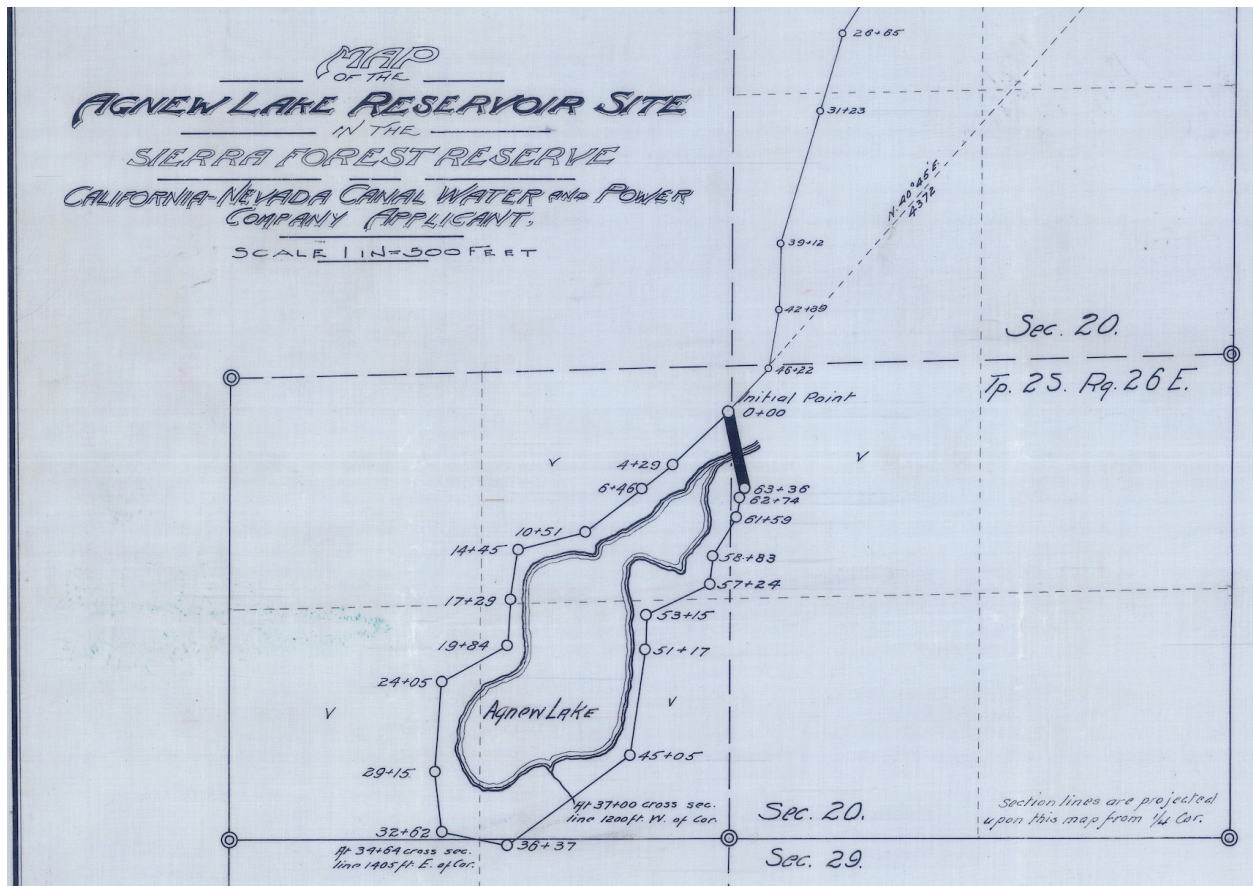 MAP
OF THE
AGNEW LAKE RESERVOIR SITE
IN THE
SIERRA FOREST RESERVE
CALIFORNIA-NEVADA CANAL WATER AND POWER
COMPANY APPLICANT.
SCALE 1 IN=500 FEET
26+65
31+23
N. 40°46'E.
4372
39+12
42+89
Sec. 20.
46+22
Tp. 2S. Rg. 26E.
Initial Point
0+00
4+29
6+46
63+36
62+74
61+59
10+51
14+45
58+83
57+24
17+29
53+15
19+84
51+17
24+05
Agnew Lake
45+05
29+15
At 37+00 cross sec.
line 1200ft. W. of Cor.
Section lines are projected
upon this map from 1/4 Cor.
Sec. 20.
32+62
36+37
At 34+64 cross sec.
line 1405 ft. E. of Cor.
Sec. 29.